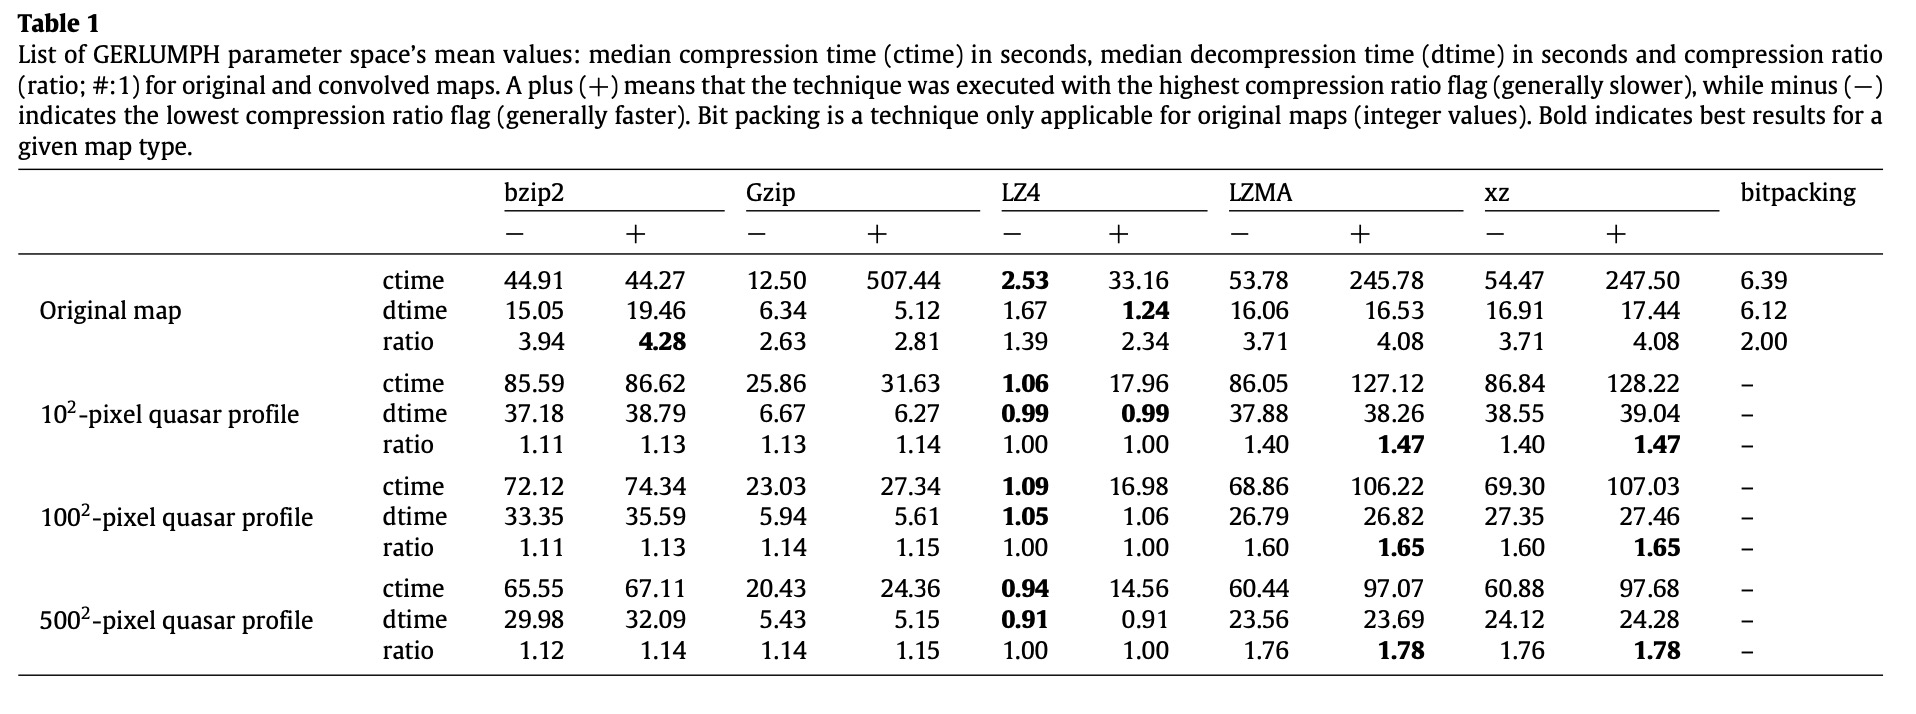 Table 1
List of GERLUMPH parameter space's mean values: median compression time (ctime) in seconds, median decompression time (dtime) in seconds and compression ratio
(ratio; #:1) for original and convolved maps. A plus (+) means that the technique was executed with the highest compression ratio flag (generally slower), while minus (−)
indicates the lowest compression ratio flag (generally faster). Bit packing is a technique only applicable for original maps (integer values). Bold indicates best results for a
given map type.
bzip2 Gzip LZ4 LZMA xz bitpacking
− + − + − + − + − +
ctime 44.91 44.27 12.50 507.44 2.53 33.16 53.78 245.78 54.47 247.50 6.39
Original map dtime 15.05 19.46 6.34 5.12 1.67 1.24 16.06 16.53 16.91 17.44 6.12
ratio 3.94 4.28 2.63 2.81 1.39 2.34 3.71 4.08 3.71 4.08 2.00
ctime 85.59 86.62 25.86 31.63 1.06 17.96 86.05 127.12 86.84 128.22 –
10²-pixel quasar profile dtime 37.18 38.79 6.67 6.27 0.99 0.99 37.88 38.26 38.55 39.04 –
ratio 1.11 1.13 1.13 1.14 1.00 1.00 1.40 1.47 1.40 1.47 –
ctime 72.12 74.34 23.03 27.34 1.09 16.98 68.86 106.22 69.30 107.03 –
100²-pixel quasar profile dtime 33.35 35.59 5.94 5.61 1.05 1.06 26.79 26.82 27.35 27.46 –
ratio 1.11 1.13 1.14 1.15 1.00 1.00 1.60 1.65 1.60 1.65 –
ctime 65.55 67.11 20.43 24.36 0.94 14.56 60.44 97.07 60.88 97.68 –
500²-pixel quasar profile dtime 29.98 32.09 5.43 5.15 0.91 0.91 23.56 23.69 24.12 24.28 –
ratio 1.12 1.14 1.14 1.15 1.00 1.00 1.76 1.78 1.76 1.78 –